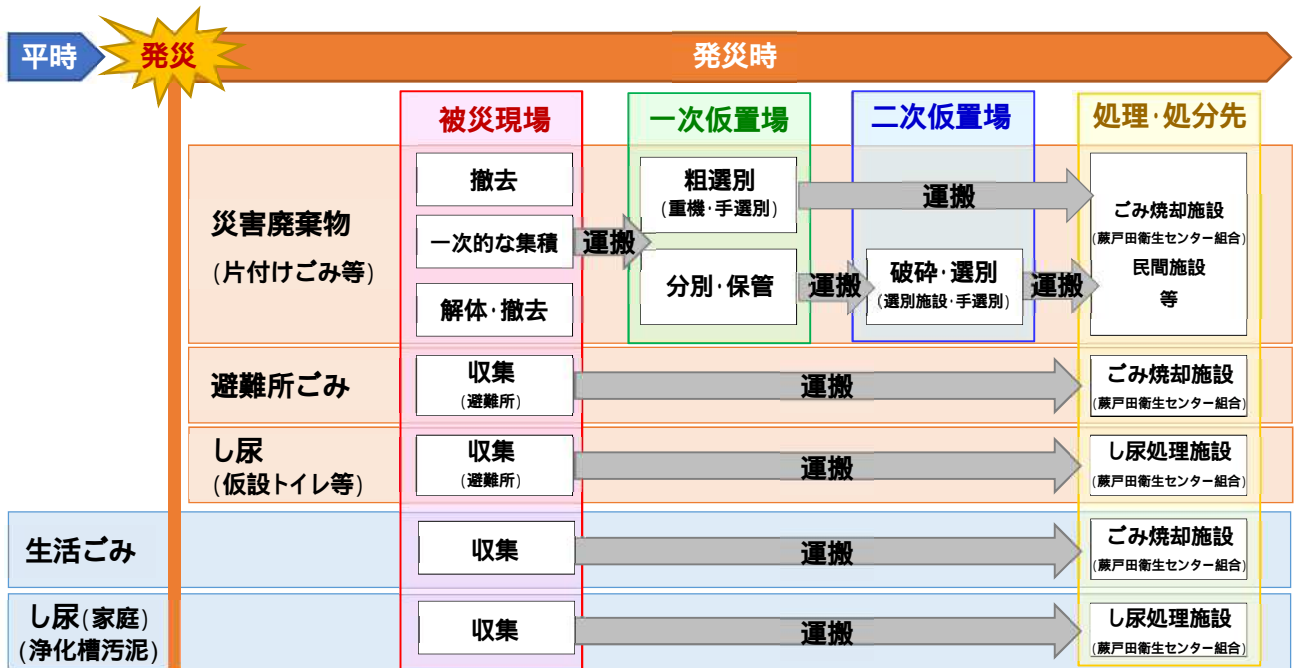 平時
発災
発災時
被災現場
一次仮置場
二次仮置場
処理・処分先
災害廃棄物
(片付けごみ等)
撤去
一次的な集積
解体・撤去
運搬
粗選別
(重機・手選別)
分別・保管
運搬
運搬
破砕・選別
(選別施設・手選別)
運搬
ごみ焼却施設
(蕨戸田衛生センター組合)
民間施設
等
避難所ごみ
収集
(避難所)
運搬
ごみ焼却施設
(蕨戸田衛生センター組合)
し尿
(仮設トイレ等)
収集
(避難所)
運搬
し尿処理施設
(蕨戸田衛生センター組合)
生活ごみ
収集
運搬
ごみ焼却施設
(蕨戸田衛生センター組合)
し尿(家庭)
(浄化槽汚泥)
収集
運搬
し尿処理施設
(蕨戸田衛生センター組合)